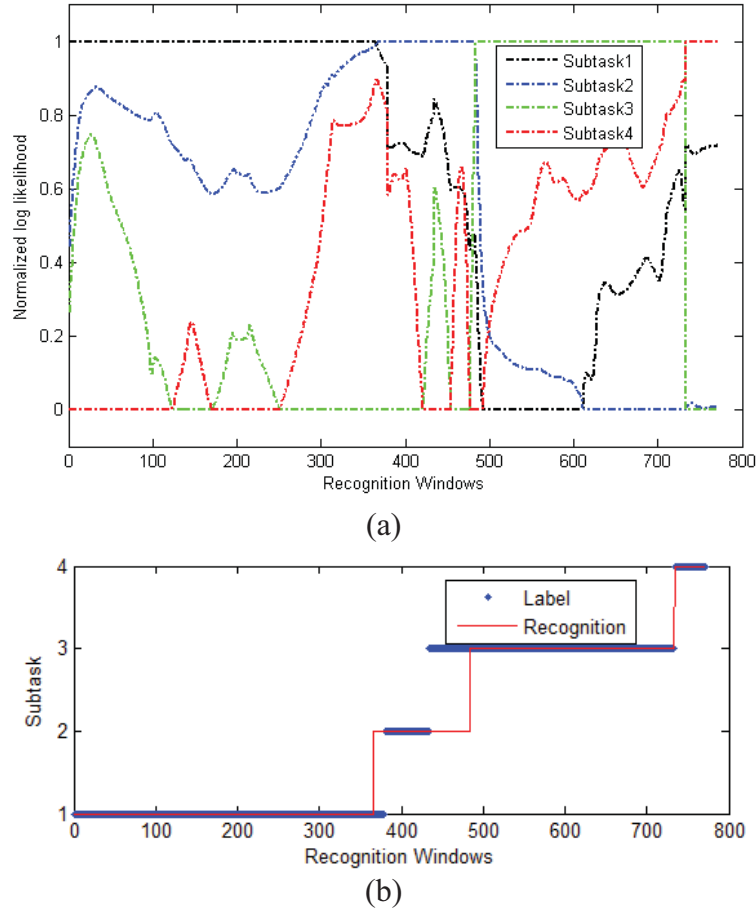 1
0.8
0.6
0.4
0.2
0
Normalized log likelihood
Subtask1
Subtask2
Subtask3
Subtask4
0 100 200 300 400 500 600 700 800
Recognition Windows
(a)
4
3
2
1
Subtask
Label
Recognition
0 100 200 300 400 500 600 700 800
Recognition Windows
(b)